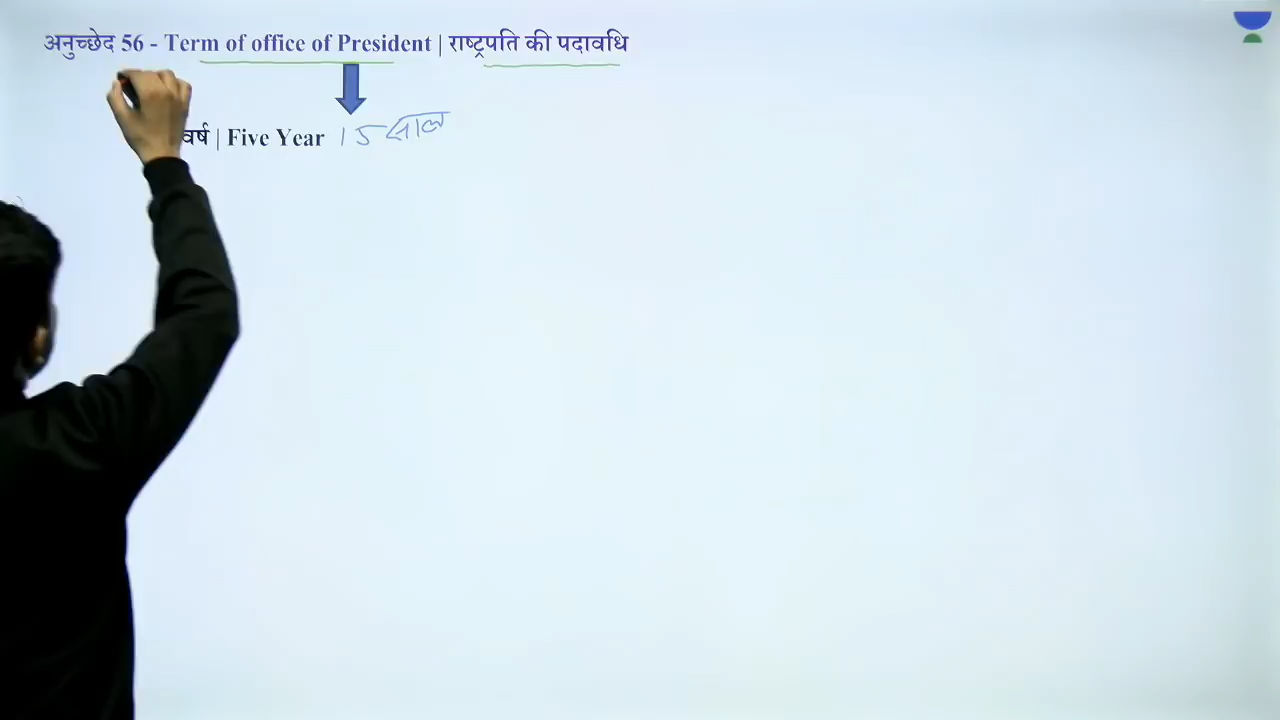 अनुच्छेद 56 - Term of office of President | राष्ट्रपति की पदावधि
वर्ष | Five Year | 5 साल